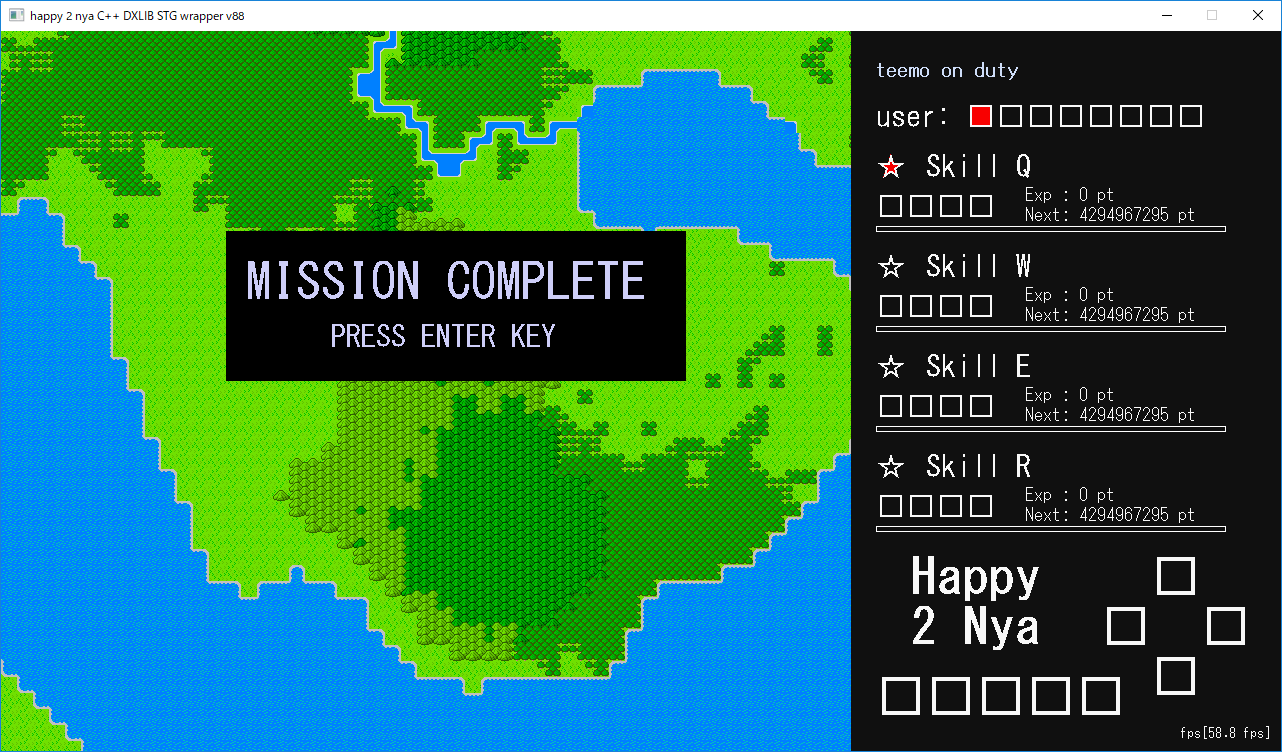 happy 2 nya C++ DXLIB STG wrapper v88
MISSION COMPLETE
PRESS ENTER KEY
teemo on duty
user:
Skill Q
Exp : 0 pt
Next: 4294967295 pt
Skill W
Exp : 0 pt
Next: 4294967295 pt
Skill E
Exp : 0 pt
Next: 4294967295 pt
Skill R
Exp : 0 pt
Next: 4294967295 pt
Happy
2 Nya
fps[58.8 fps]